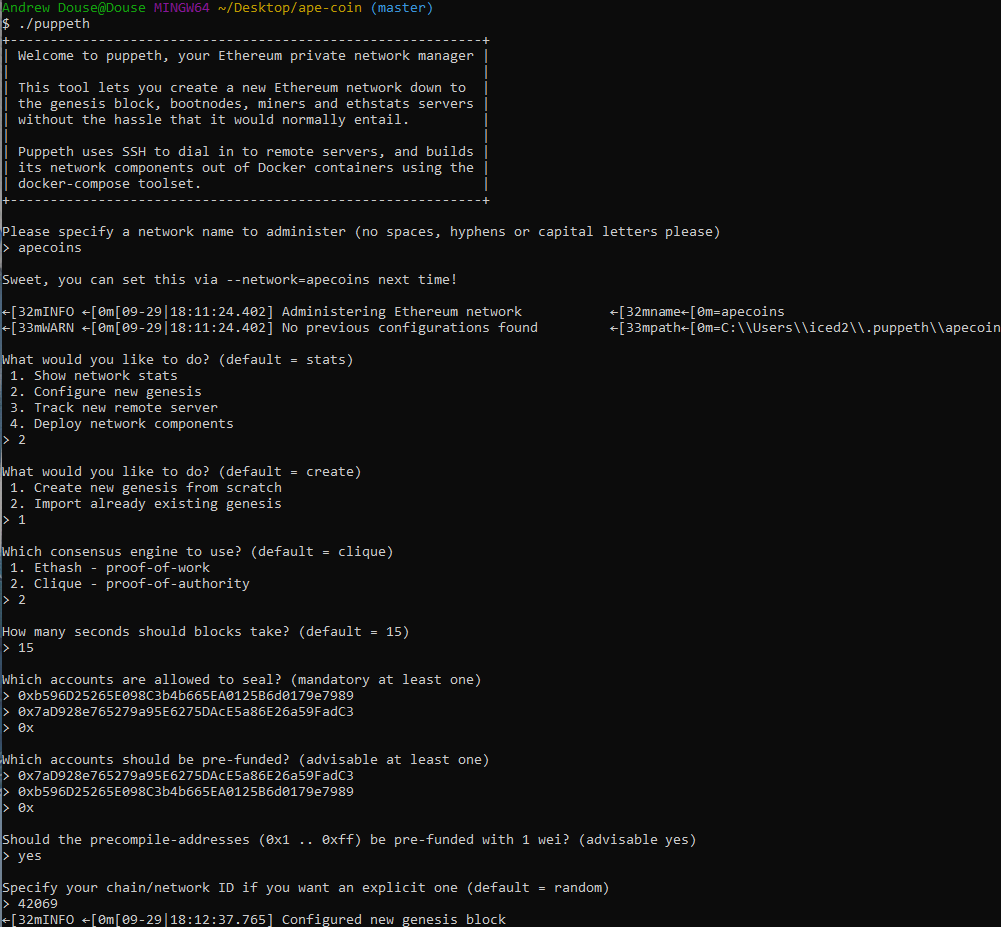 Andrew Douse@Douse MINGW64 ~/Desktop/ape-coin (master)
$ ./puppeth
+-----------------------------------------------------------+
| Welcome to puppeth, your Ethereum private network manager |
| |
| This tool lets you create a new Ethereum network down to |
| the genesis block, bootnodes, miners and ethstats servers |
| without the hassle that it would normally entail. |
| |
| Puppeth uses SSH to dial in to remote servers, and builds |
| its network components out of Docker containers using the |
| docker-compose toolset. |
+-----------------------------------------------------------+
Please specify a network name to administer (no spaces, hyphens or capital letters please)
> apecoins
Sweet, you can set this via --network=apecoins next time!
←[32mINFO ←[0m[09-29|18:11:24.402] Administering Ethereum network ←[32mname←[0m=apecoins
←[33mWARN ←[0m[09-29|18:11:24.402] No previous configurations found ←[33mpath←[0m=C:\\Users\\iced2\\.puppeth\\apecoin
What would you like to do? (default = stats)
1. Show network stats
2. Configure new genesis
3. Track new remote server
4. Deploy network components
> 2
What would you like to do? (default = create)
1. Create new genesis from scratch
2. Import already existing genesis
> 1
Which consensus engine to use? (default = clique)
1. Ethash - proof-of-work
2. Clique - proof-of-authority
> 2
How many seconds should blocks take? (default = 15)
> 15
Which accounts are allowed to seal? (mandatory at least one)
> 0xb596D25265E098C3b4b665EA0125B6d0179e7989
> 0x7aD928e765279a95E6275DAcE5a86E26a59FadC3
> 0x
Which accounts should be pre-funded? (advisable at least one)
> 0x7aD928e765279a95E6275DAcE5a86E26a59FadC3
> 0xb596D25265E098C3b4b665EA0125B6d0179e7989
> 0x
Should the precompile-addresses (0x1 .. 0xff) be pre-funded with 1 wei? (advisable yes)
> yes
Specify your chain/network ID if you want an explicit one (default = random)
> 42069
←[32mINFO ←[0m[09-29|18:12:37.765] Configured new genesis block